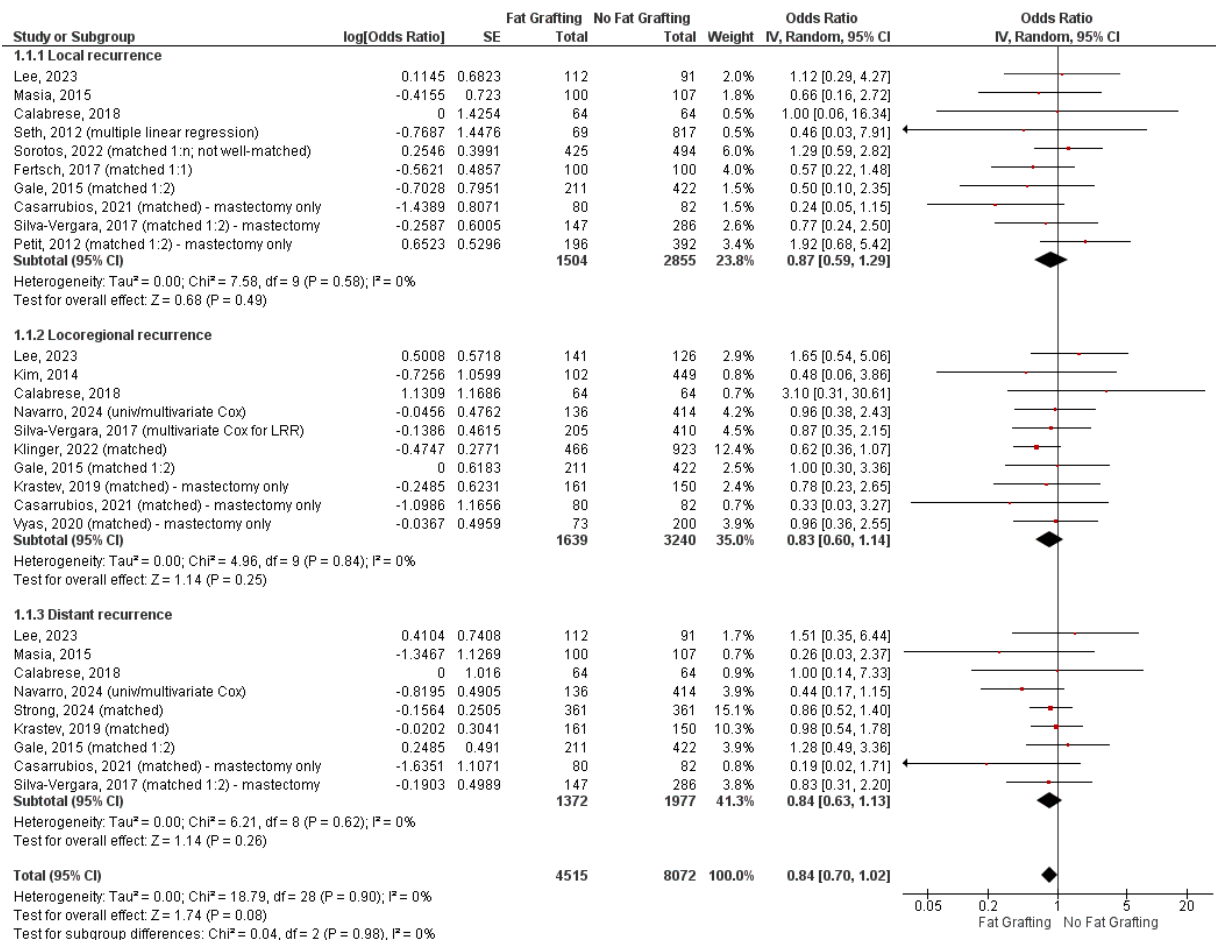 Fat Grafting No Fat Grafting Odds Ratio Odds Ratio
Study or Subgroup log[Odds Ratio] SE Total Total Weight IV, Random, 95% CI IV, Random, 95% CI
1.1.1 Local recurrence
Lee, 2023 0.1145 0.6823 112 91 2.0% 1.12 [0.29, 4.27]
Masia, 2015 -0.4155 0.723 100 107 1.8% 0.66 [0.16, 2.72]
Calabrese, 2018 0 1.4254 64 64 0.5% 1.00 [0.06, 16.34]
Seth, 2012 (multiple linear regression) -0.7687 1.4476 69 817 0.5% 0.46 [0.03, 7.91]
Sorotos, 2022 (matched 1:n; not well-matched) 0.2546 0.3991 425 494 6.0% 1.29 [0.59, 2.82]
Fertsch, 2017 (matched 1:1) -0.5621 0.4857 100 100 4.0% 0.57 [0.22, 1.48]
Gale, 2015 (matched 1:2) -0.7028 0.7951 211 422 1.5% 0.50 [0.10, 2.35]
Casarrubios, 2021 (matched) - mastectomy only -1.4389 0.8071 80 82 1.5% 0.24 [0.05, 1.15]
Silva-Vergara, 2017 (matched 1:2) - mastectomy -0.2587 0.6005 147 286 2.6% 0.77 [0.24, 2.50]
Petit, 2012 (matched 1:2) - mastectomy only 0.6523 0.5296 196 392 3.4% 1.92 [0.68, 5.42]
Subtotal (95% CI) 1504 2855 23.8% 0.87 [0.59, 1.29]
Heterogeneity: Tau² = 0.00; Chi² = 7.58, df = 9 (P = 0.58); I² = 0%
Test for overall effect: Z = 0.68 (P = 0.49)
1.1.2 Locoregional recurrence
Lee, 2023 0.5008 0.5718 141 126 2.9% 1.65 [0.54, 5.06]
Kim, 2014 -0.7256 1.0599 102 449 0.8% 0.48 [0.06, 3.86]
Calabrese, 2018 1.1309 1.1686 64 64 0.7% 3.10 [0.31, 30.61]
Navarro, 2024 (univ/multivariate Cox) -0.0456 0.4762 136 414 4.2% 0.96 [0.38, 2.43]
Silva-Vergara, 2017 (multivariate Cox for LRR) -0.1386 0.4615 205 410 4.5% 0.87 [0.35, 2.15]
Klinger, 2022 (matched) -0.4747 0.2771 466 923 12.4% 0.62 [0.36, 1.07]
Gale, 2015 (matched 1:2) 0 0.6183 211 422 2.5% 1.00 [0.30, 3.36]
Krastev, 2019 (matched) - mastectomy only -0.2485 0.6231 161 150 2.4% 0.78 [0.23, 2.65]
Casarrubios, 2021 (matched) - mastectomy only -1.0986 1.1656 80 82 0.7% 0.33 [0.03, 3.27]
Vyas, 2020 (matched) - mastectomy only -0.0367 0.4959 73 200 3.9% 0.96 [0.36, 2.55]
Subtotal (95% CI) 1639 3240 35.0% 0.83 [0.60, 1.14]
Heterogeneity: Tau² = 0.00; Chi² = 4.96, df = 9 (P = 0.84); I² = 0%
Test for overall effect: Z = 1.14 (P = 0.25)
1.1.3 Distant recurrence
Lee, 2023 0.4104 0.7408 112 91 1.7% 1.51 [0.35, 6.44]
Masia, 2015 -1.3467 1.1269 100 107 0.7% 0.26 [0.03, 2.37]
Calabrese, 2018 0 1.016 64 64 0.9% 1.00 [0.14, 7.33]
Navarro, 2024 (univ/multivariate Cox) -0.8195 0.4905 136 414 3.9% 0.44 [0.17, 1.15]
Strong, 2024 (matched) -0.1564 0.2505 361 361 15.1% 0.86 [0.52, 1.40]
Krastev, 2019 (matched) -0.0202 0.3041 161 150 10.3% 0.98 [0.54, 1.78]
Gale, 2015 (matched 1:2) 0.2485 0.491 211 422 3.9% 1.28 [0.49, 3.36]
Casarrubios, 2021 (matched) - mastectomy only -1.6351 1.1071 80 82 0.8% 0.19 [0.02, 1.71]
Silva-Vergara, 2017 (matched 1:2) - mastectomy -0.1903 0.4989 147 286 3.8% 0.83 [0.31, 2.20]
Subtotal (95% CI) 1372 1977 41.3% 0.84 [0.63, 1.13]
Heterogeneity: Tau² = 0.00; Chi² = 6.21, df = 8 (P = 0.62); I² = 0%
Test for overall effect: Z = 1.14 (P = 0.26)
Total (95% CI) 4515 8072 100.0% 0.84 [0.70, 1.02]
Heterogeneity: Tau² = 0.00; Chi² = 18.79, df = 28 (P = 0.90); I² = 0%
Test for overall effect: Z = 1.74 (P = 0.08)
Test for subgroup differences: Chi² = 0.04, df = 2 (P = 0.98), I² = 0%
0.05 0.2 1 5 20
Fat Grafting No Fat Grafting